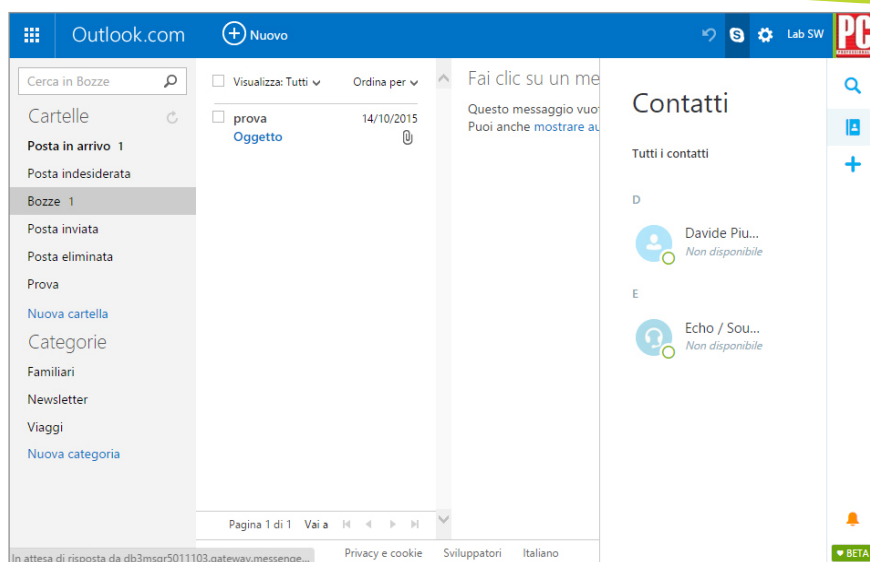 Outlook.com
Nuovo
Lab SW
PC
Cerca in Bozze
Cartelle
Posta in arrivo 1
Posta indesiderata
Bozze 1
Posta inviata
Posta eliminata
Prova
Nuova cartella
Categorie
Familiari
Newsletter
Viaggi
Nuova categoria
Visualizza: Tutti
Ordina per
prova 14/10/2015
Oggetto
Pagina 1 di 1 Vai a
Fai clic su un me
Questo messaggio vuo
Puoi anche mostrare au
Contatti
Tutti i contatti
D
Davide Piu...
Non disponibile
E
Echo / Sou...
Non disponibile
BETA
In attesa di risposta da db3msgr5011103.gateway.messenge...
Privacy e cookie Sviluppatori Italiano